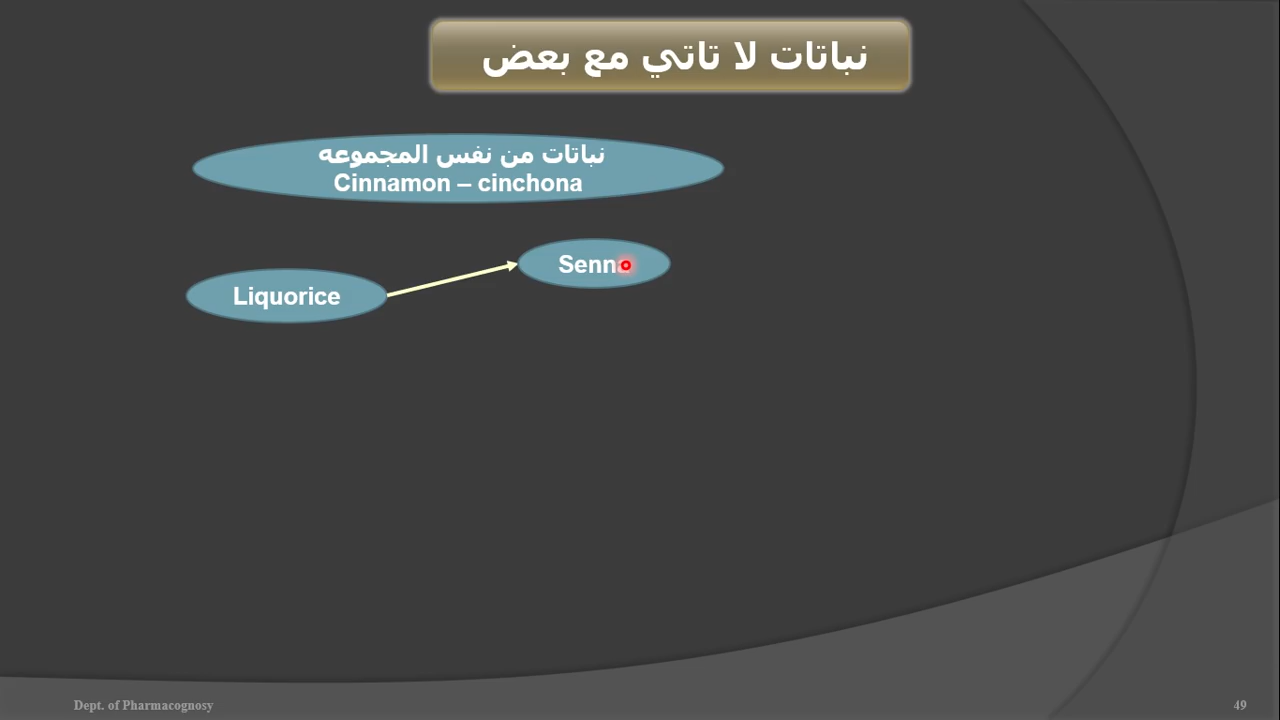 نباتات لا تاتي مع بعض
نباتات من نفس المجموعه
Cinnamon – cinchona
Senna
Liquorice
Dept. of Pharmacognosy
49